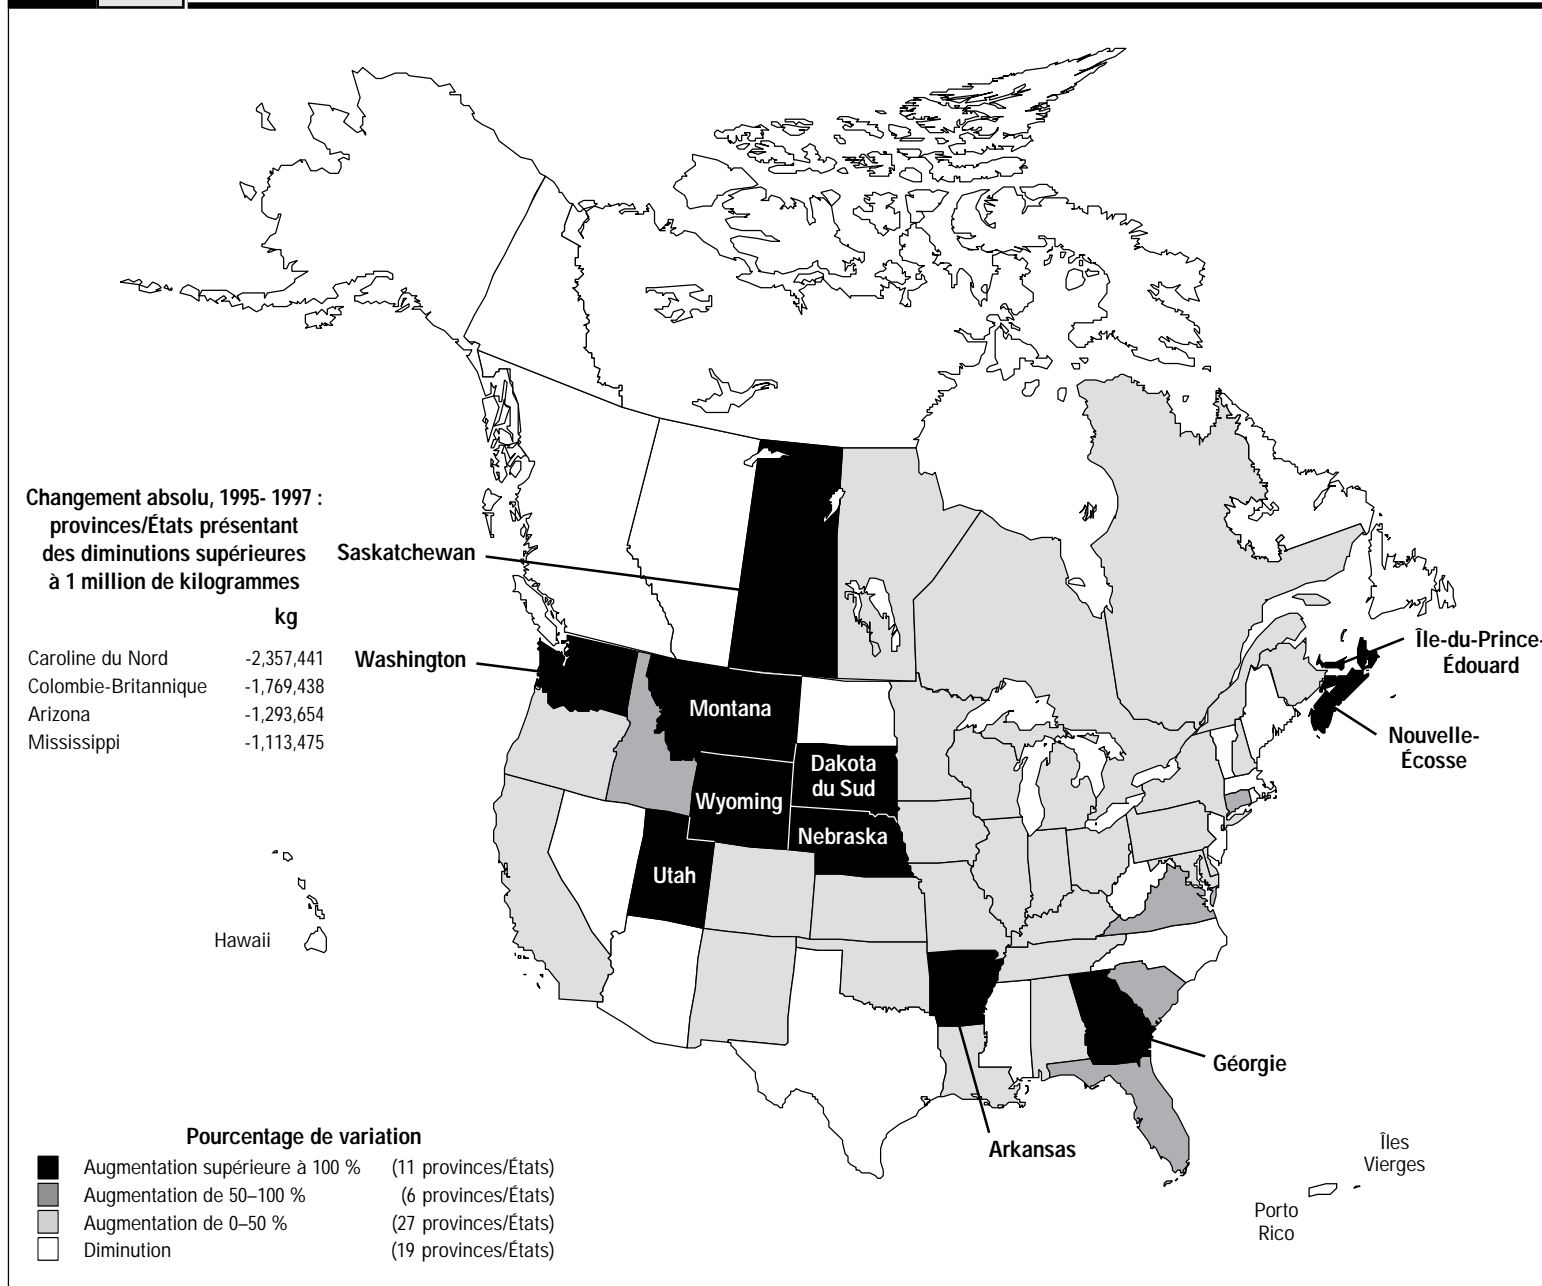 Changement absolu, 1995- 1997 :
provinces/États présentant
des diminutions supérieures
à 1 million de kilogrammes
kg
Caroline du Nord -2,357,441
Colombie-Britannique -1,769,438
Arizona -1,293,654
Mississippi -1,113,475
Saskatchewan
Washington
Montana
Wyoming
Dakota
du Sud
Nebraska
Utah
Île-du-Prince-
Édouard
Nouvelle-
Écosse
Hawaii
Géorgie
Arkansas
Îles
Vierges
Porto
Rico
Pourcentage de variation
Augmentation supérieure à 100 % (11 provinces/États)
Augmentation de 50–100 % (6 provinces/États)
Augmentation de 0–50 % (27 provinces/États)
Diminution (19 provinces/États)